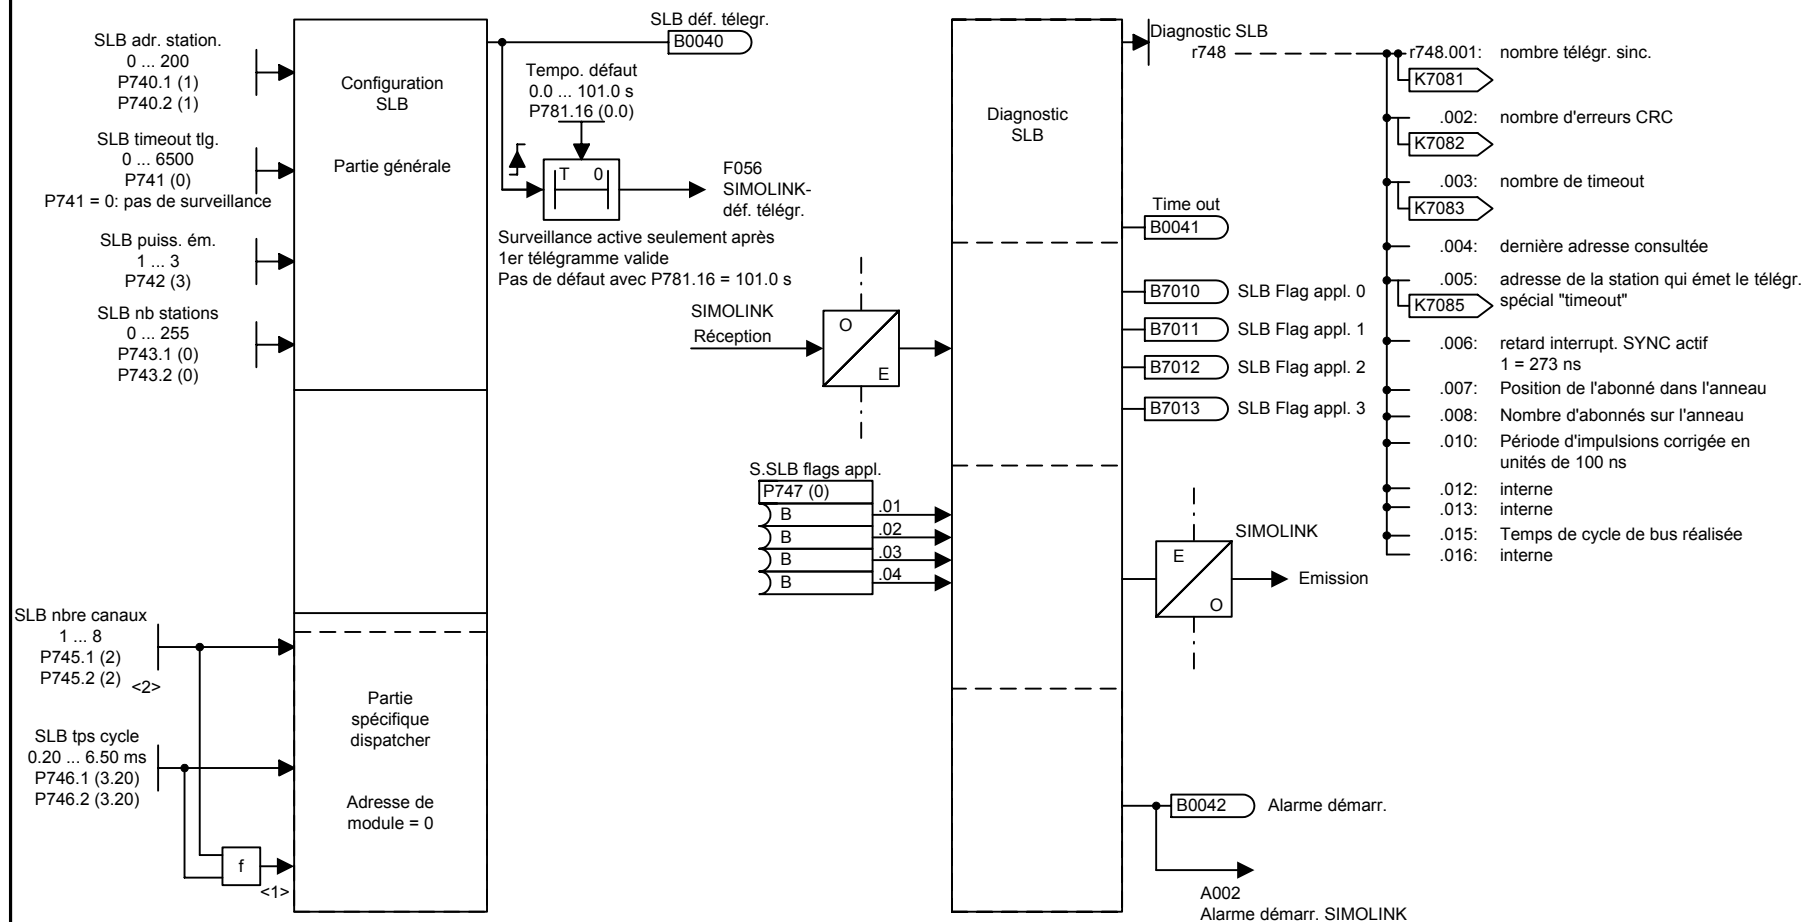 SLB adr. station.
0 ... 200
P740.1 (1)
P740.2 (1)
SLB timeout tlg.
0 ... 6500
P741 (0)
P741 = 0: pas de surveillance
SLB puiss. ém.
1 ... 3
P742 (3)
SLB nb stations
0 ... 255
P743.1 (0)
P743.2 (0)
SLB nbre canaux
1 ... 8
P745.1 (2)
P745.2 (2)
<2>
SLB tps cycle
0.20 ... 6.50 ms
P746.1 (3.20)
P746.2 (3.20)
f
<1>
Configuration
SLB
Partie générale
Partie
spécifique
dispatcher
Adresse de
module = 0
SLB déf. télegr.
B0040
Tempo. défaut
0.0 ... 101.0 s
P781.16 (0.0)
T 0
F056
SIMOLINK-
déf. télégr.
Surveillance active seulement après
1er télégramme valide
Pas de défaut avec P781.16 = 101.0 s
SIMOLINK
Réception
O
E
S.SLB flags appl.
P747 (0)
B .01
B .02
B .03
B .04
Diagnostic
SLB
Diagnostic SLB
r748
Time out
B0041
B7010 SLB Flag appl. 0
B7011 SLB Flag appl. 1
B7012 SLB Flag appl. 2
B7013 SLB Flag appl. 3
SIMOLINK
E
O
Emission
B0042 Alarme démarr.
A002
Alarme démarr. SIMOLINK
r748.001: nombre télégr. sinc.
K7081
.002: nombre d'erreurs CRC
K7082
.003: nombre de timeout
K7083
.004: dernière adresse consultée
.005: adresse de la station qui émet le télégr.
spécial "timeout"
K7085
.006: retard interrupt. SYNC actif
1 = 273 ns
.007: Position de l'abonné dans l'anneau
.008: Nombre d'abonnés sur l'anneau
.010: Période d'impulsions corrigée en
unités de 100 ns
.012: interne
.013: interne
.015: Temps de cycle de bus réalisée
.016: interne